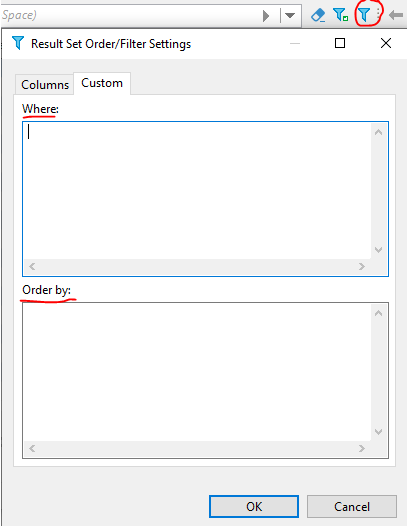 Space)
Result Set Order/Filter Settings
Columns Custom
Where:
Order by:
OK Cancel